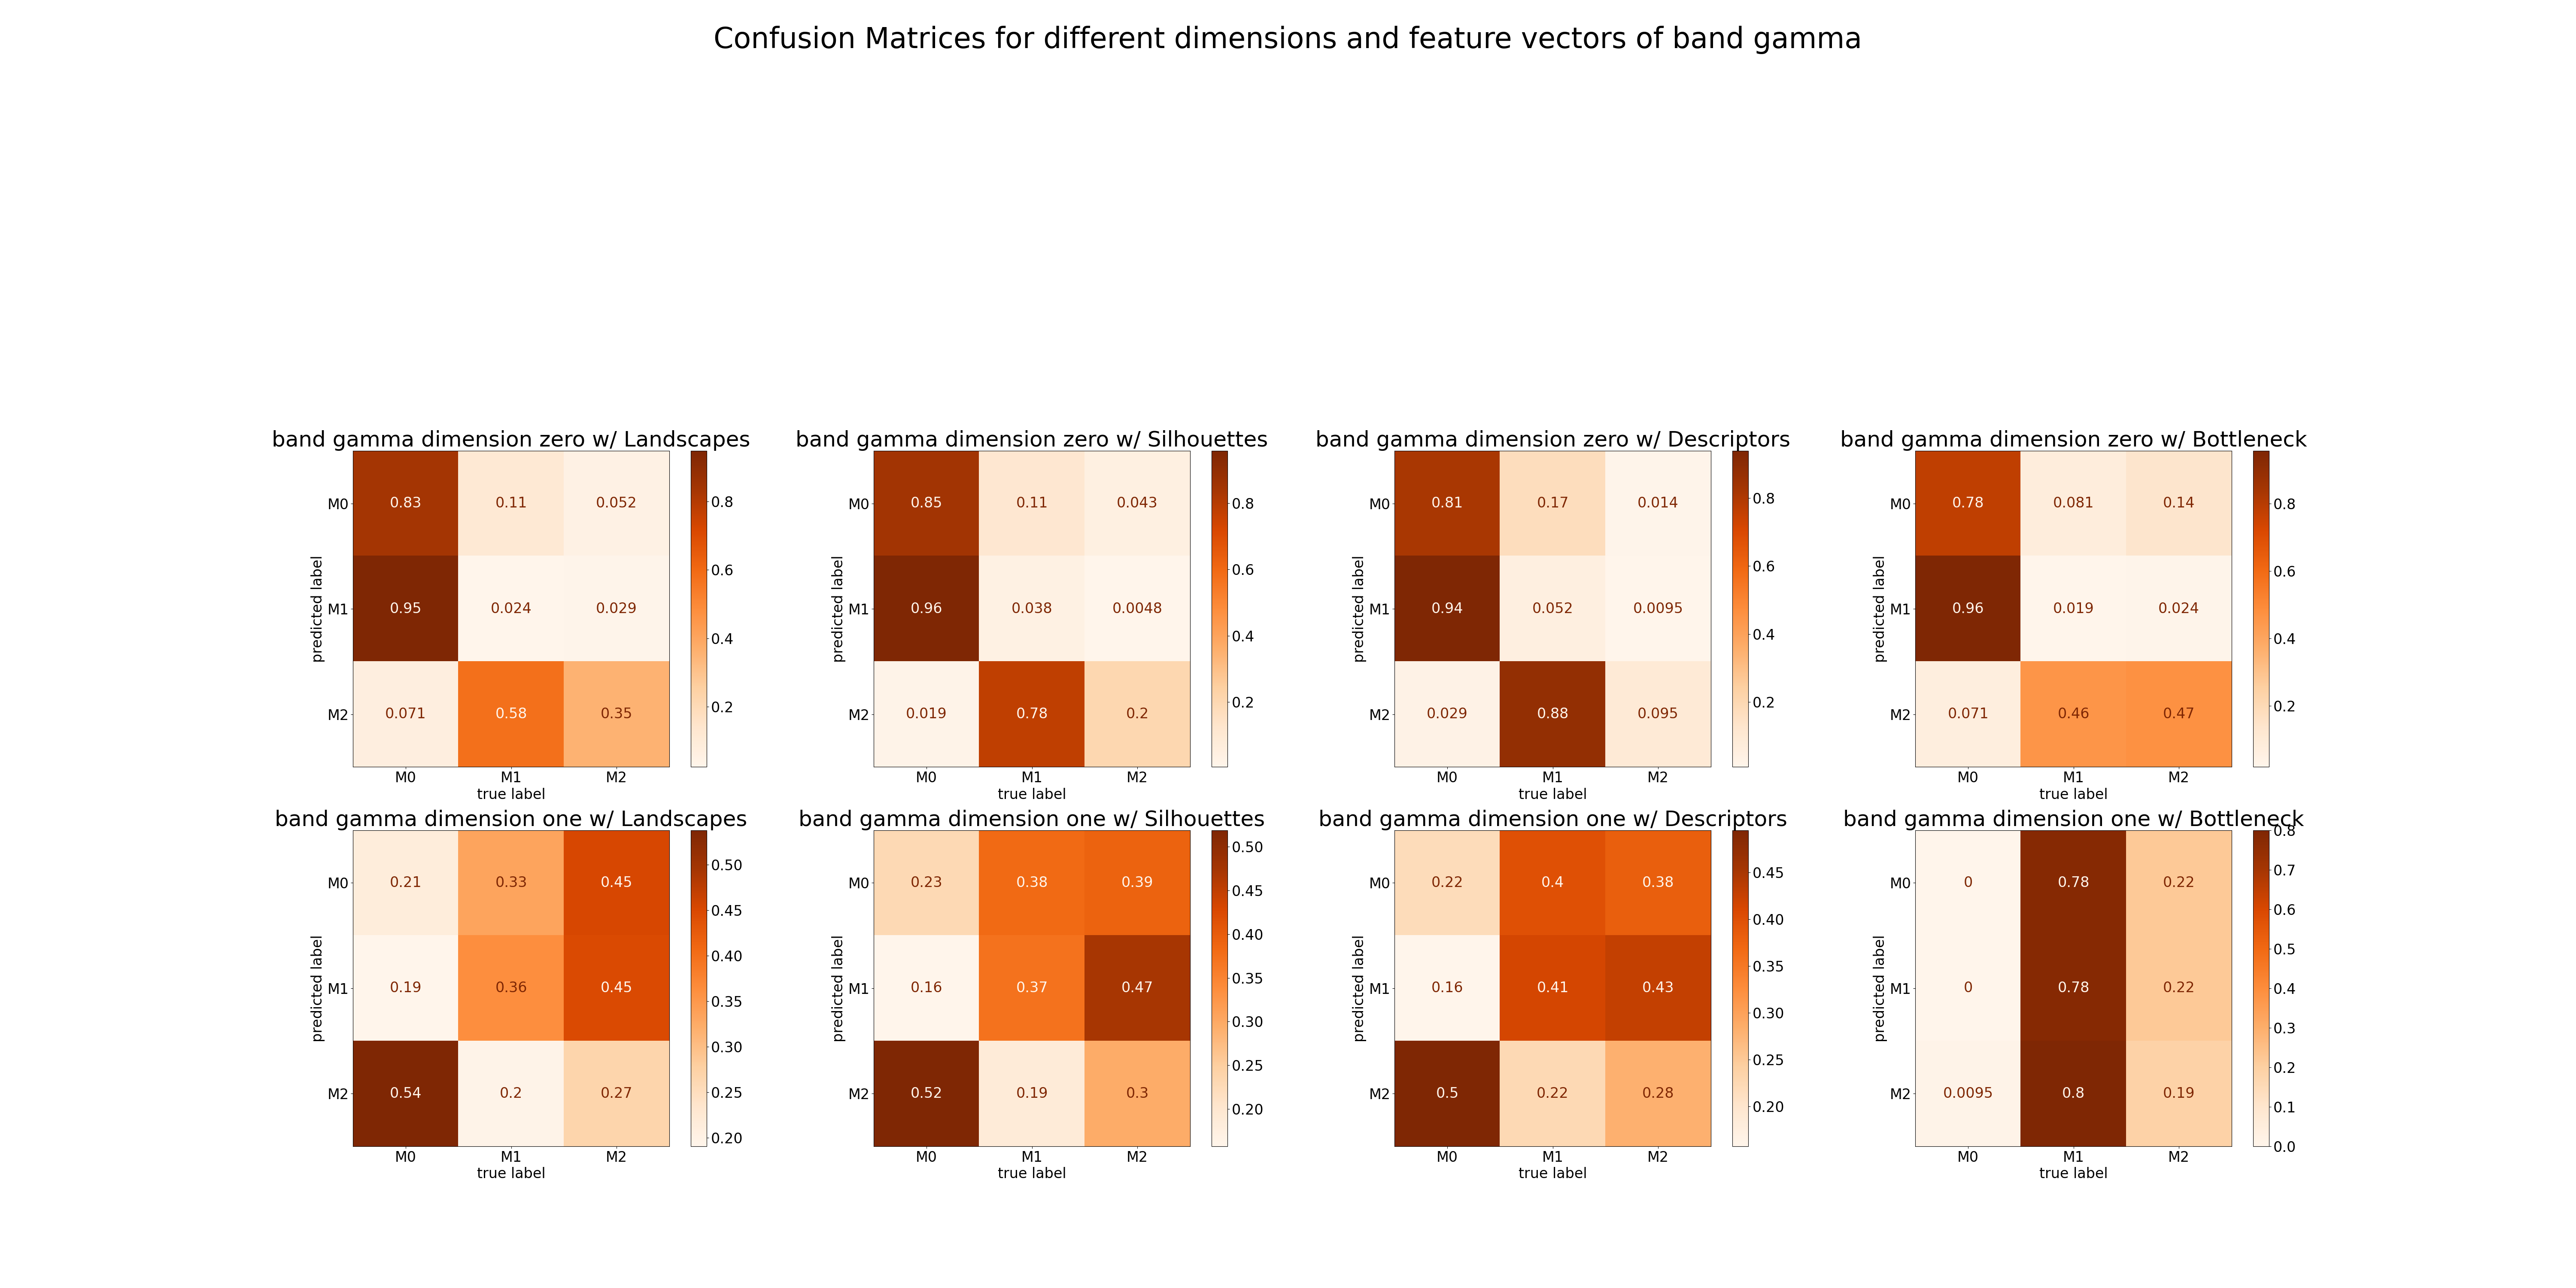 Confusion Matrices for different dimensions and feature vectors of band gamma
band gamma dimension zero w/ Landscapes
predicted label
M0 0.83 0.11 0.052
M1 0.95 0.024 0.029
M2 0.071 0.58 0.35
M0 M1 M2
true label
0.8
0.6
0.4
0.2
band gamma dimension zero w/ Silhouettes
predicted label
M0 0.85 0.11 0.043
M1 0.96 0.038 0.0048
M2 0.019 0.78 0.2
M0 M1 M2
true label
0.8
0.6
0.4
0.2
band gamma dimension zero w/ Descriptors
predicted label
M0 0.81 0.17 0.014
M1 0.94 0.052 0.0095
M2 0.029 0.88 0.095
M0 M1 M2
true label
0.8
0.6
0.4
0.2
band gamma dimension zero w/ Bottleneck
predicted label
M0 0.78 0.081 0.14
M1 0.96 0.019 0.024
M2 0.071 0.46 0.47
M0 M1 M2
true label
0.8
0.6
0.4
0.2
band gamma dimension one w/ Landscapes
predicted label
M0 0.21 0.33 0.45
M1 0.19 0.36 0.45
M2 0.54 0.2 0.27
M0 M1 M2
true label
0.50
0.45
0.40
0.35
0.30
0.25
0.20
band gamma dimension one w/ Silhouettes
predicted label
M0 0.23 0.38 0.39
M1 0.16 0.37 0.47
M2 0.52 0.19 0.3
M0 M1 M2
true label
0.50
0.45
0.40
0.35
0.30
0.25
0.20
band gamma dimension one w/ Descriptors
predicted label
M0 0.22 0.4 0.38
M1 0.16 0.41 0.43
M2 0.5 0.22 0.28
M0 M1 M2
true label
0.45
0.40
0.35
0.30
0.25
0.20
band gamma dimension one w/ Bottleneck
predicted label
M0 0 0.78 0.22
M1 0 0.78 0.22
M2 0.0095 0.8 0.19
M0 M1 M2
true label
0.8
0.7
0.6
0.5
0.4
0.3
0.2
0.1
0.0